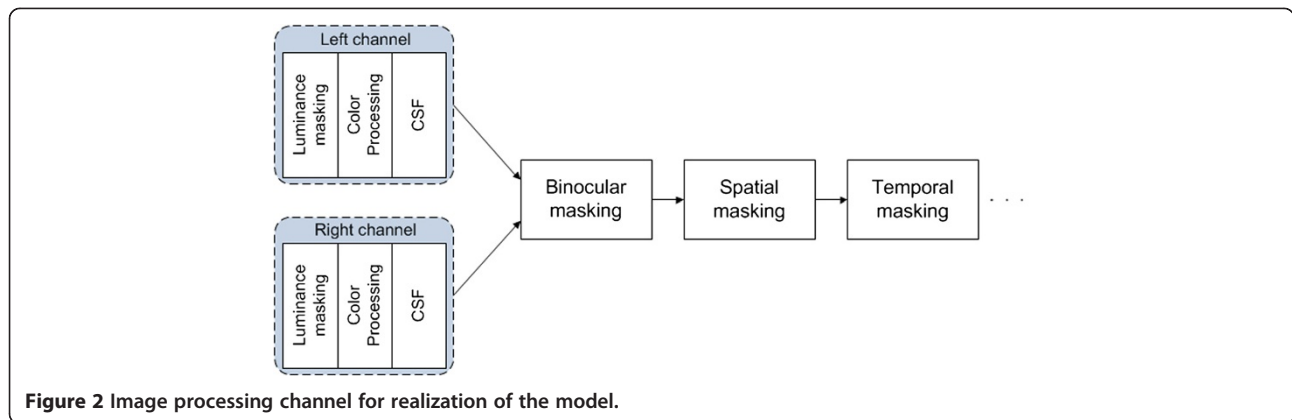 Left channel
Luminance
masking
Color
Processing
CSF
Right channel
Luminance
masking
Color
Processing
CSF
Binocular
masking
Spatial
masking
Temporal
masking
. . .
Figure 2 Image processing channel for realization of the model.